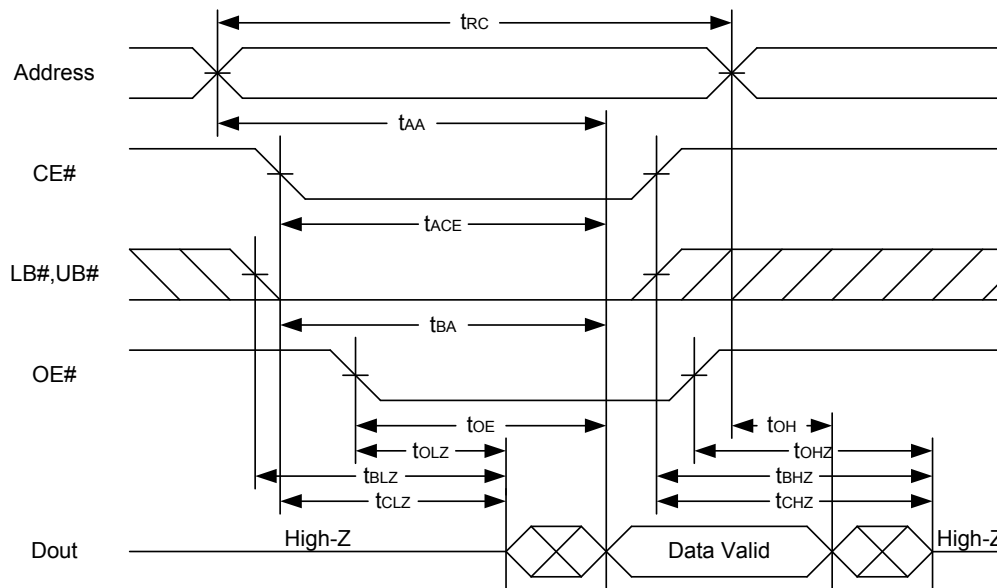 tRC
Address
tAA
CE#
tACE
LB#,UB#
tBA
OE#
tOE
tOH
tOLZ
tOHZ
tBLZ
tBHZ
tCLZ
tCHZ
High-Z
High-Z
Dout
Data Valid